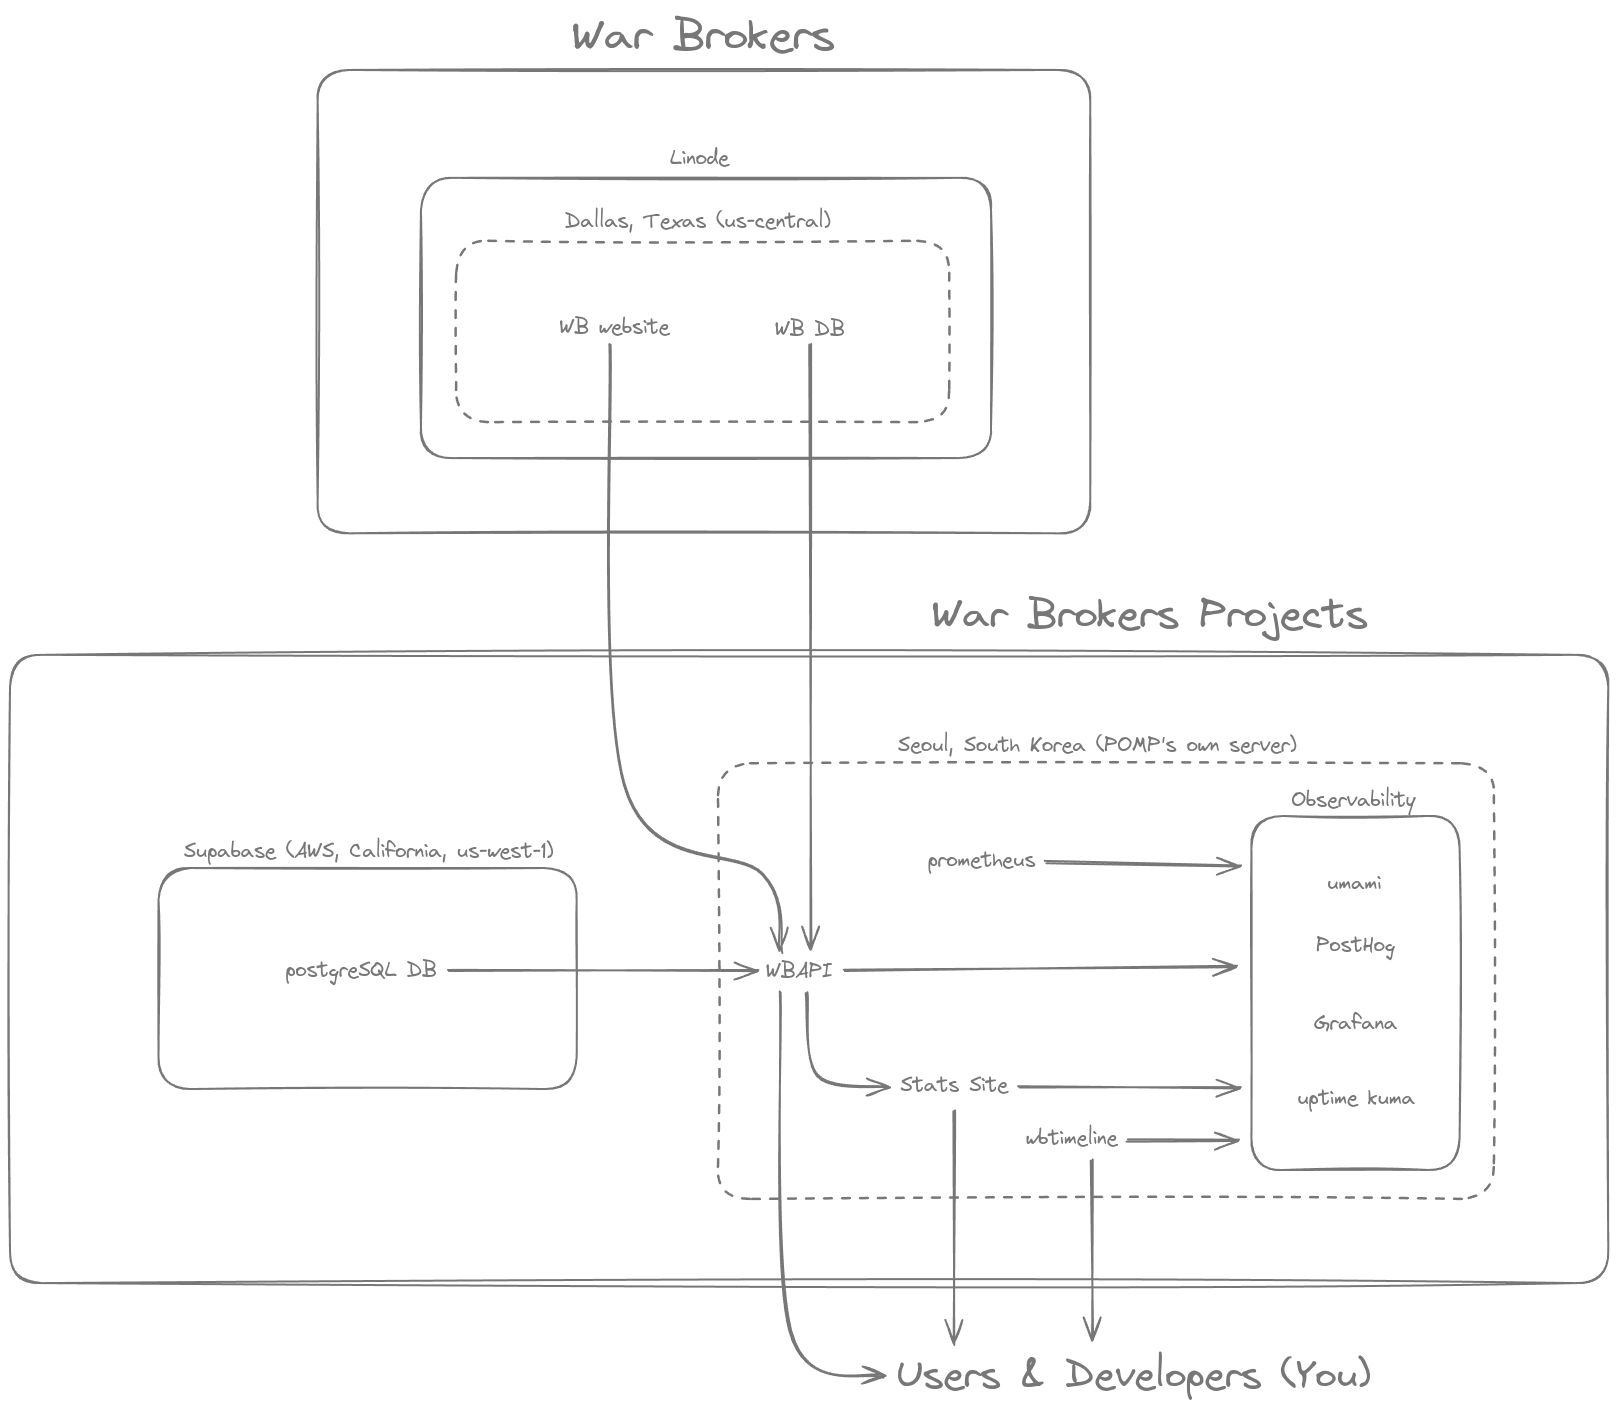 War Brokers
Linode
Dallas, Texas (us-central)
WB website
WB DB
War Brokers Projects
Seoul, South Korea (POMP's own server)
Observability
Supabase (AWS, California, us-west-1)
prometheus
umami
PostHog
postgreSQL DB
WBAPI
Grafana
Stats Site
uptime kuma
wbtimeline
Users & Developers (You)